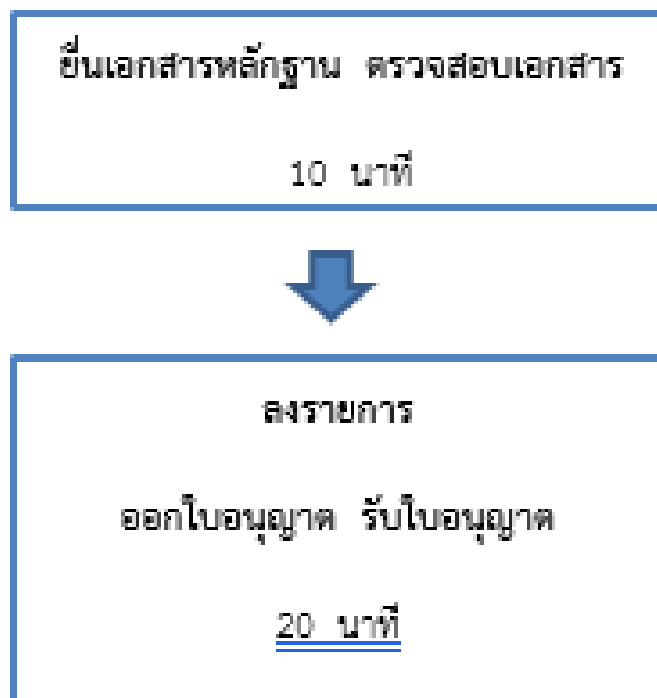 ยื่นเอกสารหลักฐาน ตรวจสอบเอกสาร
10 นาที
ลงรายการ
ออกใบอนุญาต รับใบอนุญาต
20 นาที